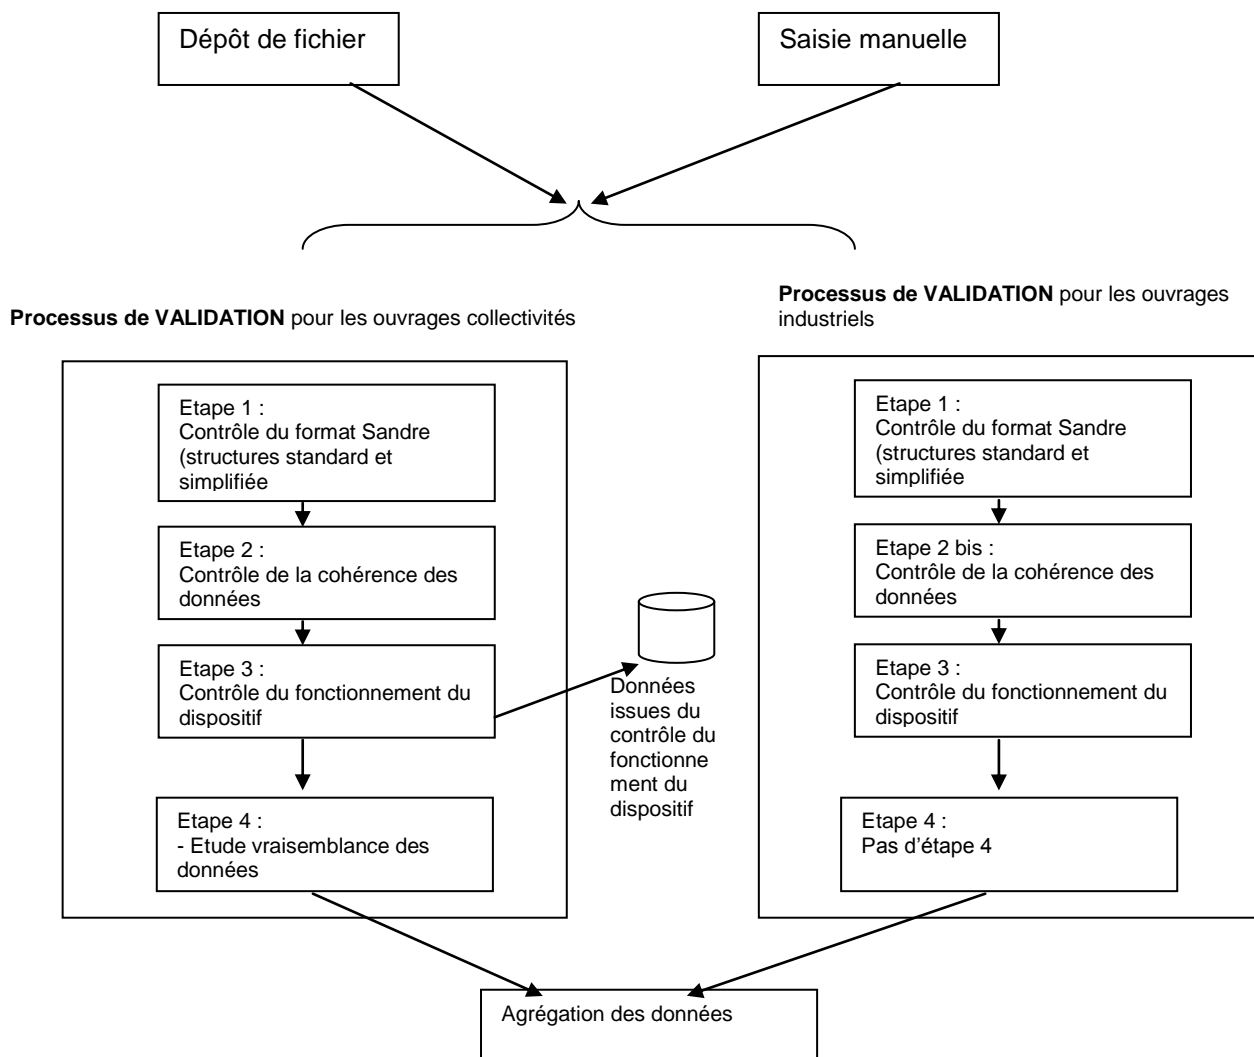 Dépôt de fichier
Saisie manuelle
Processus de VALIDATION pour les ouvrages collectivités
Processus de VALIDATION pour les ouvrages
industriels
Etape 1 :
Contrôle du format Sandre
(structures standard et
simplifiée
Etape 2 :
Contrôle de la cohérence des
données
Etape 3 :
Contrôle du fonctionnement du
dispositif
Etape 4 :
- Etude vraisemblance des
données
Données
issues du
contrôle du
fonctionne
ment du
dispositif
Etape 1 :
Contrôle du format Sandre
(structures standard et
simplifiée
Etape 2 bis :
Contrôle de la cohérence des
données
Etape 3 :
Contrôle du fonctionnement du
dispositif
Etape 4 :
Pas d’étape 4
Agrégation des données